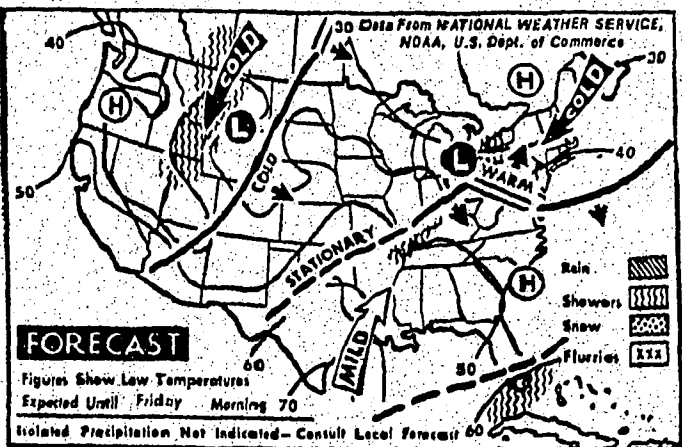 Data From NATIONAL WEATHER SERVICE,
NOAA, U.S. Dept. of Commerce
40
30
30
COLD
COLD
H
H
L
L
COLD
WARM
40
50
STATIONARY
H
Rain
Showers
Snow
Flurries
FORECAST
MILD
60
50
60
Figures Show Low Temperatures
Expected Until Friday Morning 70
Isolated Precipitation Not Indicated – Consult Local Forecast